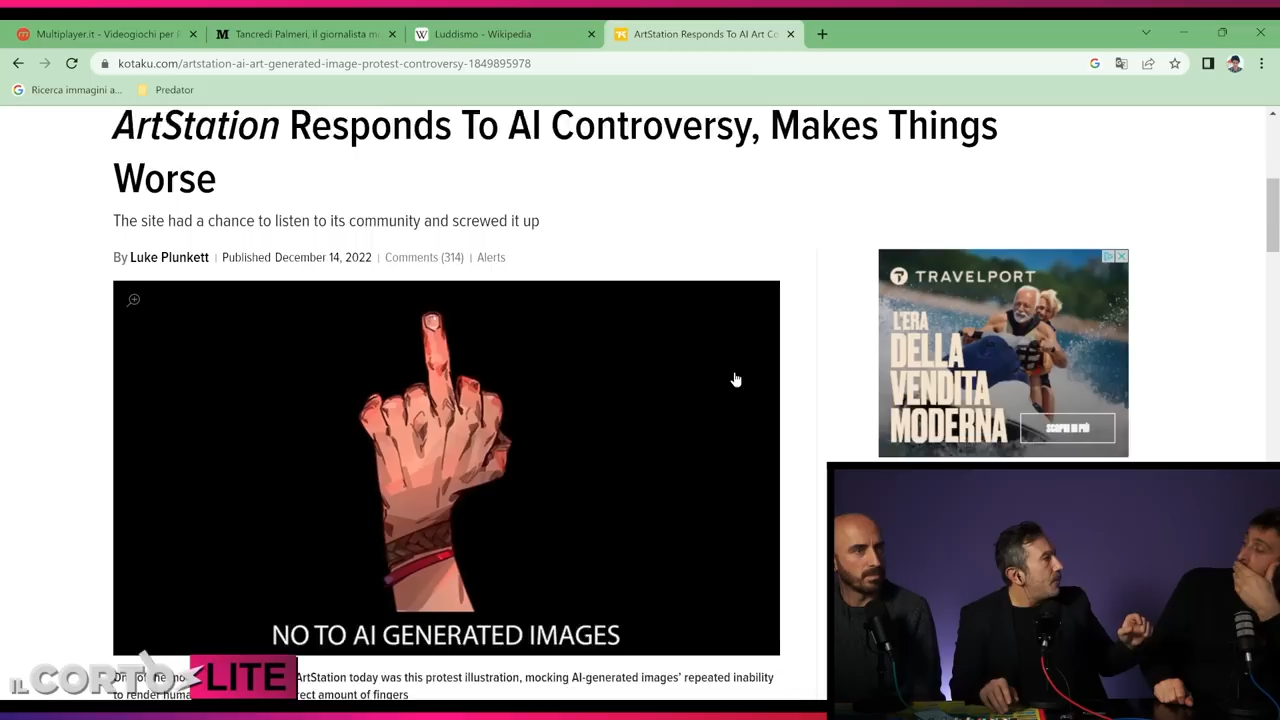 Multiplayer.it - Videogiochi per
Tancredi Palmeri, il giornalista
Luddismo - Wikipedia
ArtStation Responds To AI Art Co
kotaku.com/artstation-ai-art-generated-image-protest-controversy-1849895978
Ricerca immagini a...
Predator
ArtStation Responds To AI Controversy, Makes Things
Worse
The site had a chance to listen to its community and screwed it up
By Luke Plunkett | Published December 14, 2022 | Comments (314) | Alerts
TRAVELPORT
L'ERA
DELLA
VENDITA
MODERNA
SCOPRI DI PIÙ
NO TO AI GENERATED IMAGES
ArtStation today was this protest illustration, mocking AI-generated images' repeated inability
to render amount of fingers
IL CORTO LITE